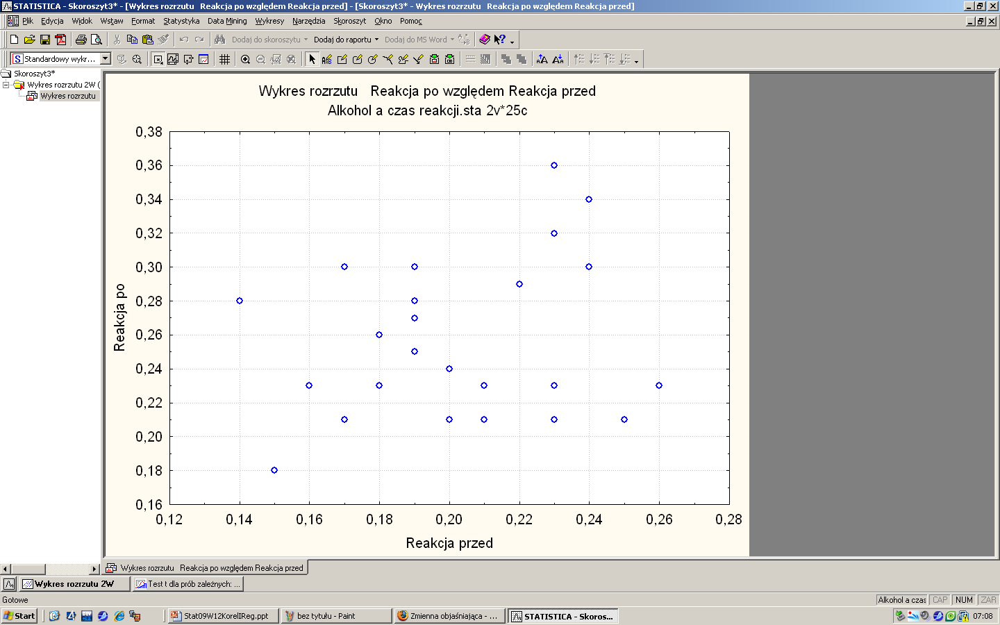 STATISTICA - Skoroszyt3* - [Wykres rozrzutu   Reakcja po względem Reakcja przed] - [Skoroszyt3* - Wykres rozrzutu   Reakcja po względem Reakcja przed]
Plik Edycja Widok Wstaw Format Statystyka Data Mining Wykresy Narzędzia Skoroszyt Okno Pomoc
Dodaj do skoroszytu Dodaj do raportu Dodaj do MS Word
Standardowy wykr...
Skoroszyt3*
Wykres rozrzutu 2W (
Wykres rozrzutu
Wykres rozrzutu   Reakcja po względem Reakcja przed
Alkohol a czas reakcji.sta 2v*25c
0,38
0,36
0,34
0,32
0,30
0,28
0,26
0,24
0,22
0,20
0,18
0,16
Reakcja po
0,12 0,14 0,16 0,18 0,20 0,22 0,24 0,26 0,28
Reakcja przed
Wykres rozrzutu   Reakcja po względem Reakcja przed
Wykres rozrzutu 2W Test t dla prób zależnych: ...
Gotowe Alkohol a czas CAP NUM ZAR
Start Stat09W12KorelIReg.ppt bez tytułu - Paint Zmienna objaśniająca - ... STATISTICA - Skoros... 07:08